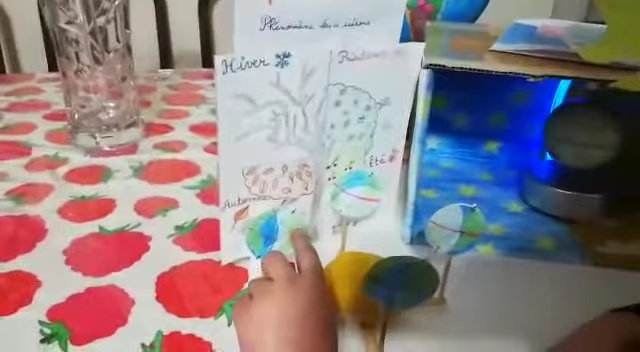 Phénomène des saisons
Hiver
Printemps
Automne
Été